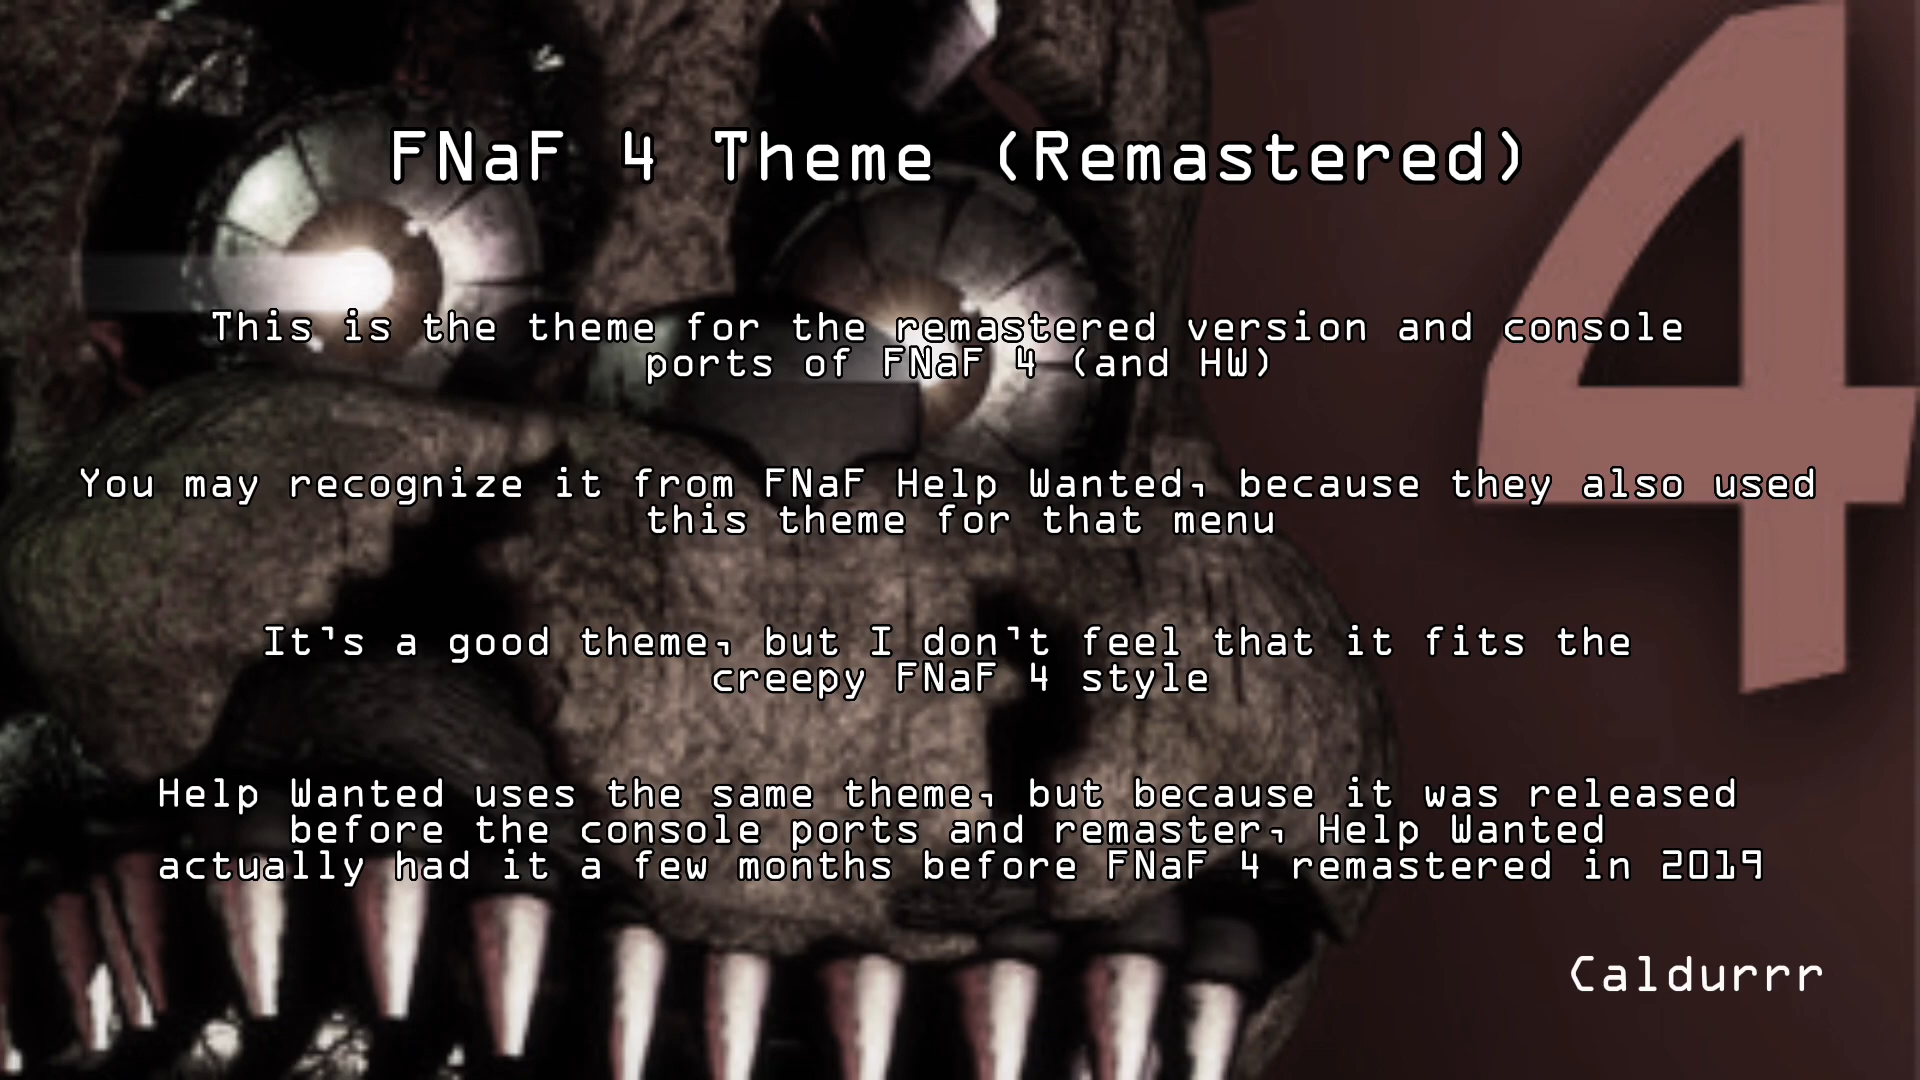 4
FNaF 4 Theme (Remastered)
This is the theme for the remastered version and console
ports of FNaF 4 (and HW)
You may recognize it from FNaF Help Wanted, because they also used
this theme for that menu
It's a good theme, but I don't feel that it fits the
creepy FNaF 4 style
Help Wanted uses the same theme, but because it was released
before the console ports and remaster, Help Wanted
actually had it a few months before FNaF 4 remastered in 2019
Caldurrr